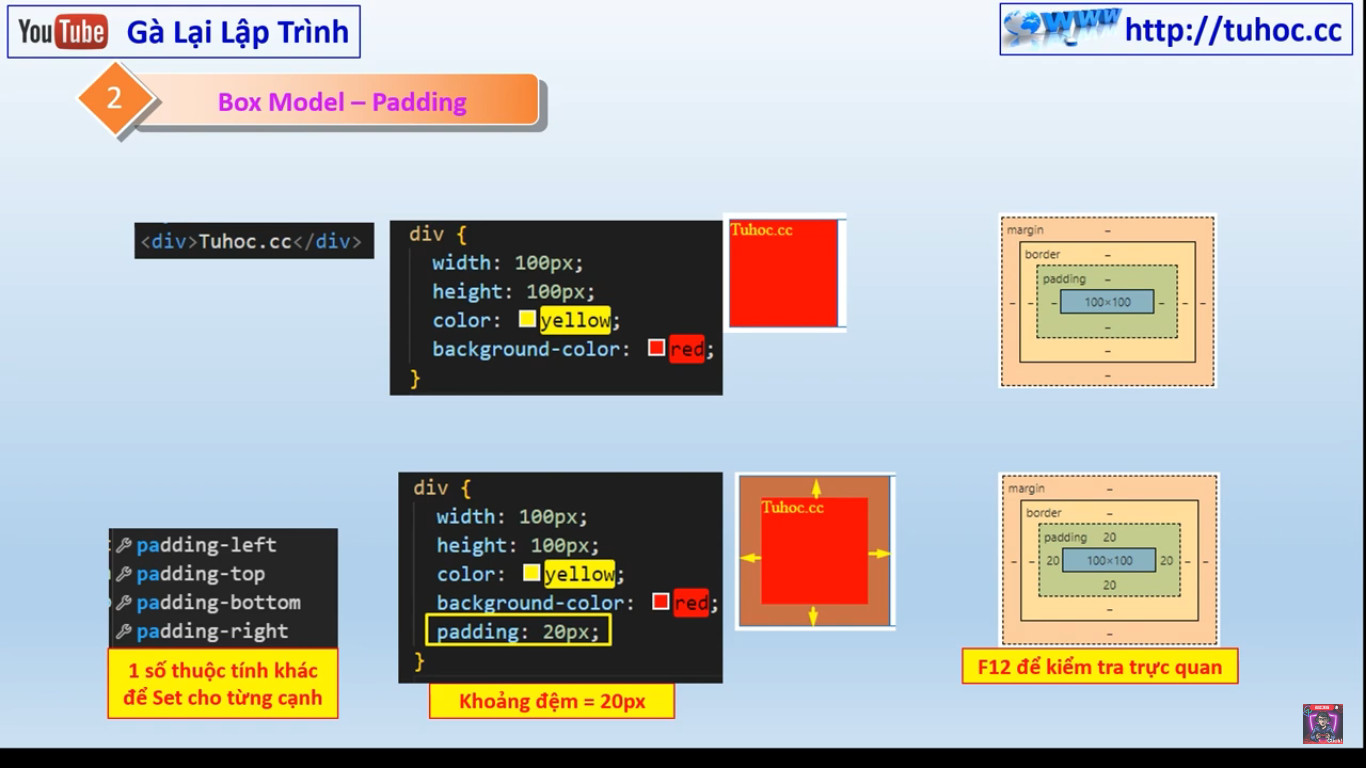 YouTube Gà Lại Lập Trình
www http://tuhoc.cc
2
Box Model – Padding
<div>Tuhoc.cc</div>
div {
width: 100px;
height: 100px;
color: yellow;
background-color: red;
}
Tuhoc.cc
margin –
border –
padding –
– – – 100×100 – – –
–
–
–
padding-left
padding-top
padding-bottom
padding-right
1 số thuộc tính khác
để Set cho từng cạnh
div {
width: 100px;
height: 100px;
color: yellow;
background-color: red;
padding: 20px;
}
Khoảng đệm = 20px
Tuhoc.cc
margin –
border –
padding 20
– – 20 100×100 20 – –
20
–
–
F12 để kiểm tra trực quan